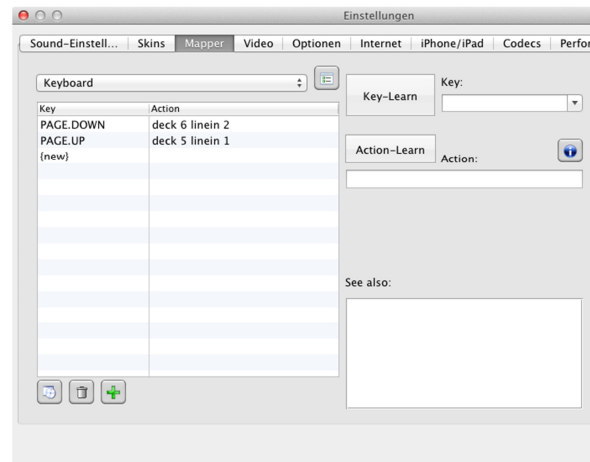 Einstellungen
Sound-Einstell... Skins Mapper Video Optionen Internet iPhone/iPad Codecs Perfor
Keyboard
Key-Learn
Key:
Key Action
PAGE.DOWN deck 6 linein 2
PAGE.UP deck 5 linein 1
{new}
Action-Learn
Action:
See also: